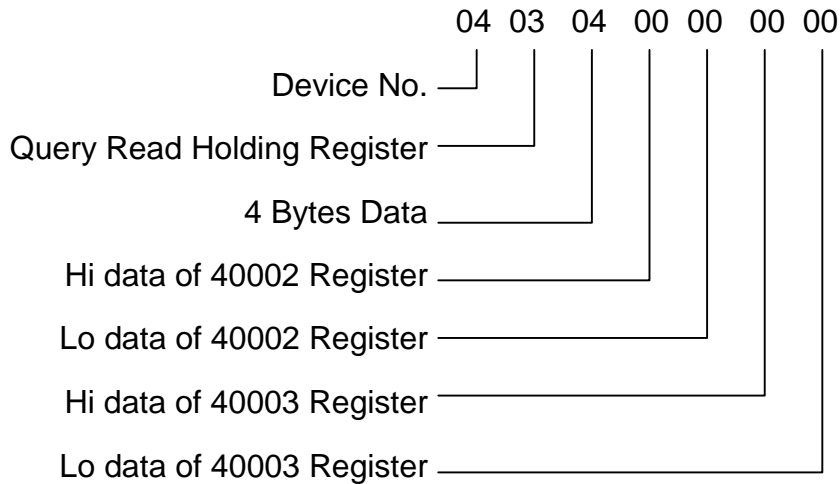 04 03 04 00 00 00 00
Device No.
Query Read Holding Register
4 Bytes Data
Hi data of 40002 Register
Lo data of 40002 Register
Hi data of 40003 Register
Lo data of 40003 Register